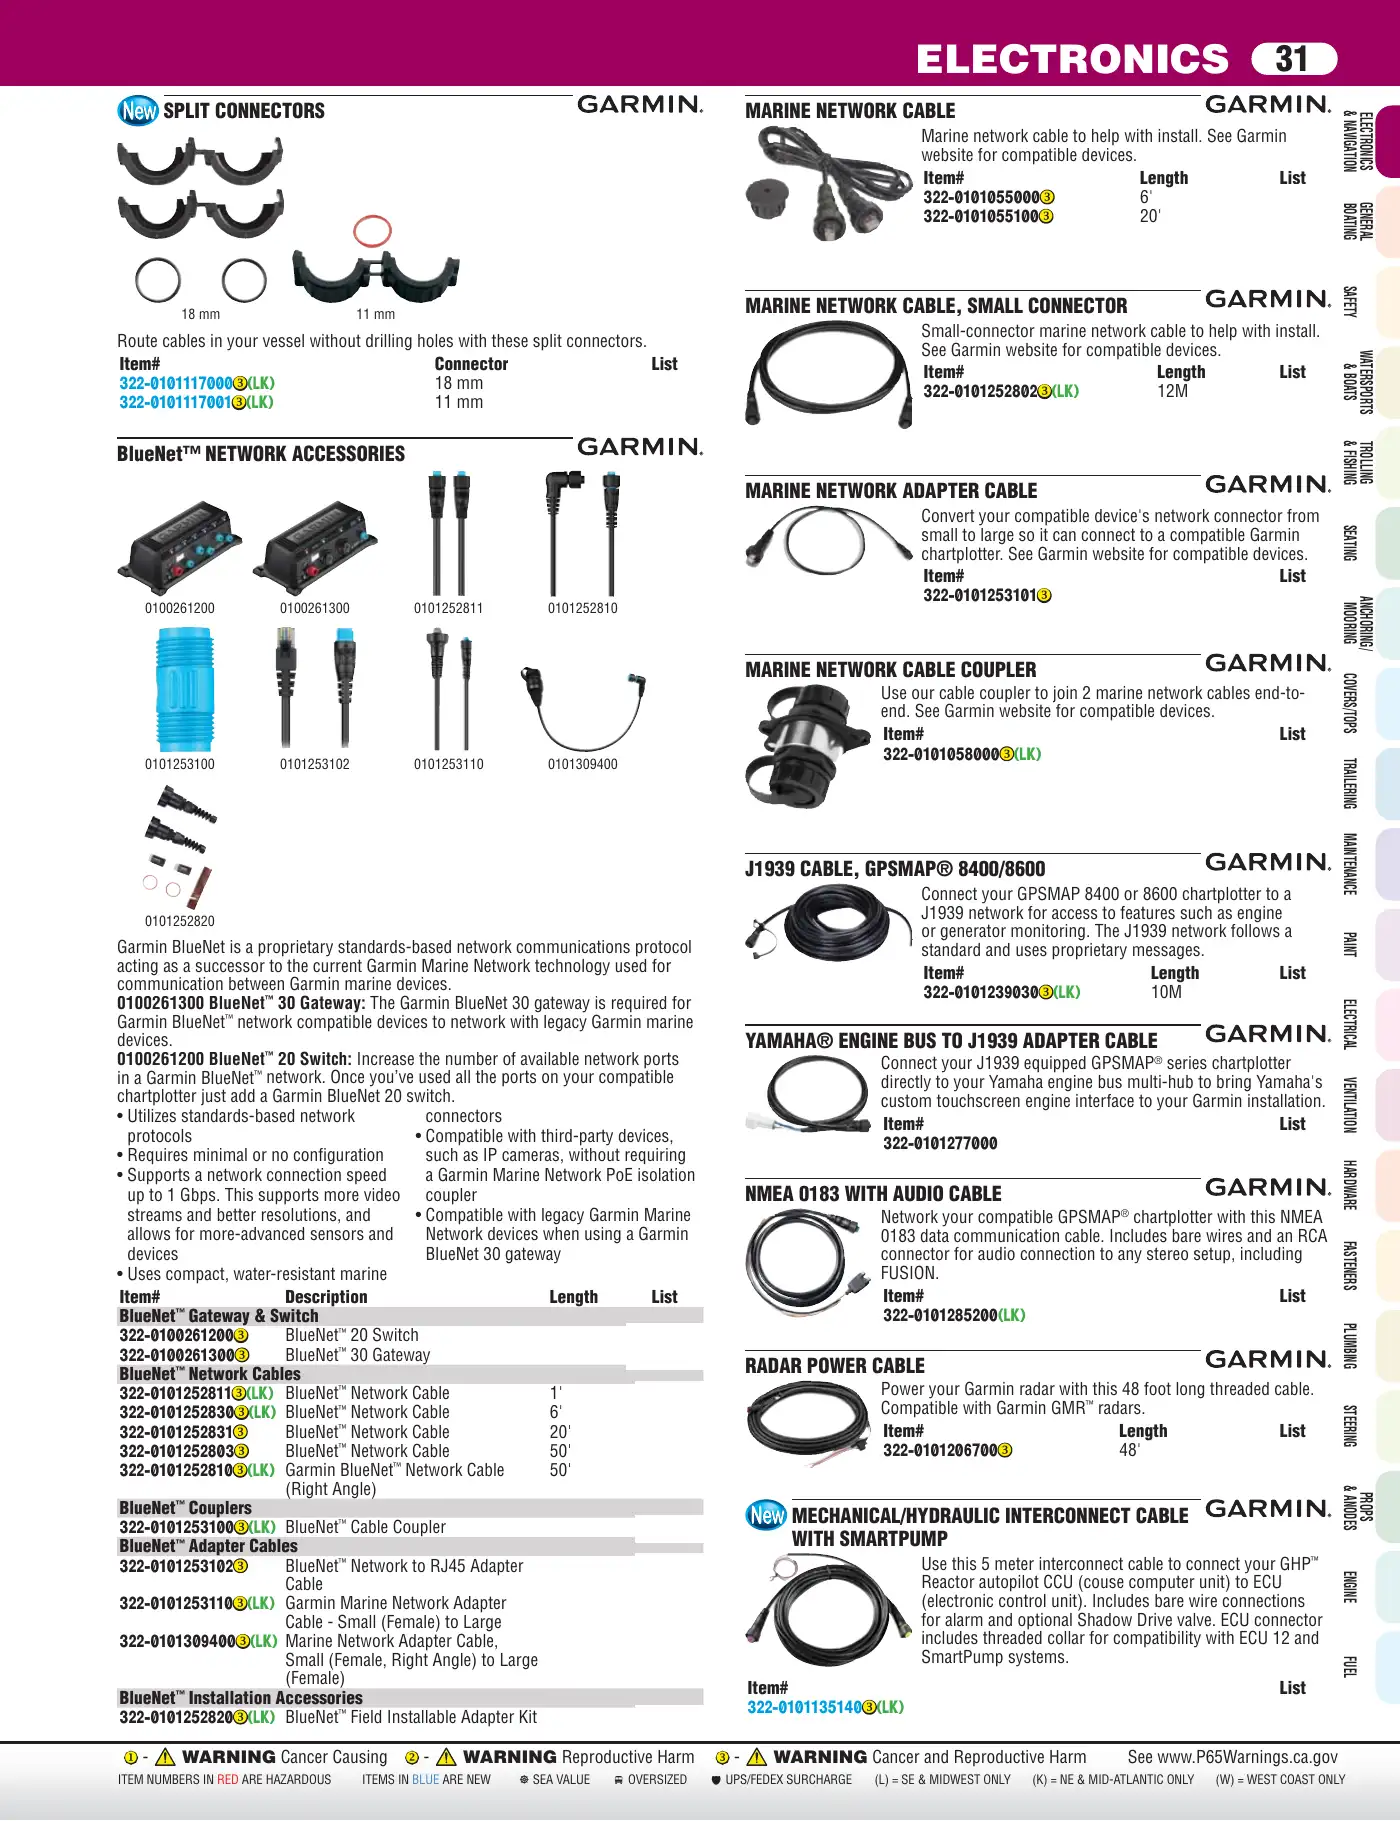 ELECTRONICS 31
New SPLIT CONNECTORS GARMIN®
18 mm 11 mm
Route cables in your vessel without drilling holes with these split connectors.
Item# Connector List
322-0101117000③(LK) 18 mm
322-0101117001③(LK) 11 mm
BlueNet™ NETWORK ACCESSORIES GARMIN®
0100261200 0100261300 0101252811 0101252810
0101253100 0101253102 0101253110 0101309400
0101252820
Garmin BlueNet is a proprietary standards-based network communications protocol
acting as a successor to the current Garmin Marine Network technology used for
communication between Garmin marine devices.
0100261300 BlueNet™ 30 Gateway: The Garmin BlueNet 30 gateway is required for
Garmin BlueNet™ network compatible devices to network with legacy Garmin marine
devices.
0100261200 BlueNet™ 20 Switch: Increase the number of available network ports
in a Garmin BlueNet™ network. Once you’ve used all the ports on your compatible
chartplotter just add a Garmin BlueNet 20 switch.
• Utilizes standards-based network
protocols
• Requires minimal or no configuration
• Supports a network connection speed
up to 1 Gbps. This supports more video
streams and better resolutions, and
allows for more-advanced sensors and
devices
• Uses compact, water-resistant marine
connectors
• Compatible with third-party devices,
such as IP cameras, without requiring
a Garmin Marine Network PoE isolation
coupler
• Compatible with legacy Garmin Marine
Network devices when using a Garmin
BlueNet 30 gateway
Item# Description Length List
BlueNet™ Gateway & Switch
322-0100261200③ BlueNet™ 20 Switch
322-0100261300③ BlueNet™ 30 Gateway
BlueNet™ Network Cables
322-0101252811③(LK) BlueNet™ Network Cable 1'
322-0101252830③(LK) BlueNet™ Network Cable 6'
322-0101252831③ BlueNet™ Network Cable 20'
322-0101252803③ BlueNet™ Network Cable 50'
322-0101252810③(LK) Garmin BlueNet™ Network Cable 50'
(Right Angle)
BlueNet™ Couplers
322-0101253100③(LK) BlueNet™ Cable Coupler
BlueNet™ Adapter Cables
322-0101253102③ BlueNet™ Network to RJ45 Adapter
Cable
322-0101253110③(LK) Garmin Marine Network Adapter
Cable - Small (Female) to Large
322-0101309400③(LK) Marine Network Adapter Cable,
Small (Female, Right Angle) to Large
(Female)
BlueNet™ Installation Accessories
322-0101252820③(LK) BlueNet™ Field Installable Adapter Kit
MARINE NETWORK CABLE GARMIN®
Marine network cable to help with install. See Garmin
website for compatible devices.
Item# Length List
322-0101055000③ 6'
322-0101055100③ 20'
MARINE NETWORK CABLE, SMALL CONNECTOR GARMIN®
Small-connector marine network cable to help with install.
See Garmin website for compatible devices.
Item# Length List
322-0101252802③(LK) 12M
MARINE NETWORK ADAPTER CABLE GARMIN®
Convert your compatible device's network connector from
small to large so it can connect to a compatible Garmin
chartplotter. See Garmin website for compatible devices.
Item# List
322-0101253101③
MARINE NETWORK CABLE COUPLER GARMIN®
Use our cable coupler to join 2 marine network cables end-to-
end. See Garmin website for compatible devices.
Item# List
322-0101058000③(LK)
J1939 CABLE, GPSMAP® 8400/8600 GARMIN®
Connect your GPSMAP 8400 or 8600 chartplotter to a
J1939 network for access to features such as engine
or generator monitoring. The J1939 network follows a
standard and uses proprietary messages.
Item# Length List
322-0101239030③(LK) 10M
YAMAHA® ENGINE BUS TO J1939 ADAPTER CABLE GARMIN®
Connect your J1939 equipped GPSMAP® series chartplotter
directly to your Yamaha engine bus multi-hub to bring Yamaha's
custom touchscreen engine interface to your Garmin installation.
Item# List
322-0101277000
NMEA 0183 WITH AUDIO CABLE GARMIN®
Network your compatible GPSMAP® chartplotter with this NMEA
0183 data communication cable. Includes bare wires and an RCA
connector for audio connection to any stereo setup, including
FUSION.
Item# List
322-0101285200(LK)
RADAR POWER CABLE GARMIN®
Power your Garmin radar with this 48 foot long threaded cable.
Compatible with Garmin GMR™ radars.
Item# Length List
322-0101206700③ 48'
New MECHANICAL/HYDRAULIC INTERCONNECT CABLE GARMIN®
WITH SMARTPUMP
Use this 5 meter interconnect cable to connect your GHP™
Reactor autopilot CCU (couse computer unit) to ECU
(electronic control unit). Includes bare wire connections
for alarm and optional Shadow Drive valve. ECU connector
includes threaded collar for compatibility with ECU 12 and
SmartPump systems.
Item# List
322-0101135140③(LK)
ELECTRONICS
& NAVIGATION
GENERAL
BOATING
SAFETY
WATERSPORTS
& BOATS
TROLLING
& FISHING
SEATING
ANCHORING/
MOORING
COVERS/TOPS
TRAILERING
MAINTENANCE
PAINT
ELECTRICAL
VENTILATION
HARDWARE
FASTENERS
PLUMBING
STEERING
PROPS
& ANODES
ENGINE
FUEL
① - WARNING Cancer Causing ② - WARNING Reproductive Harm ③ - WARNING Cancer and Reproductive Harm See www.P65Warnings.ca.gov
ITEM NUMBERS IN RED ARE HAZARDOUS ITEMS IN BLUE ARE NEW SEA VALUE OVERSIZED UPS/FEDEX SURCHARGE (L) = SE & MIDWEST ONLY (K) = NE & MID-ATLANTIC ONLY (W) = WEST COAST ONLY